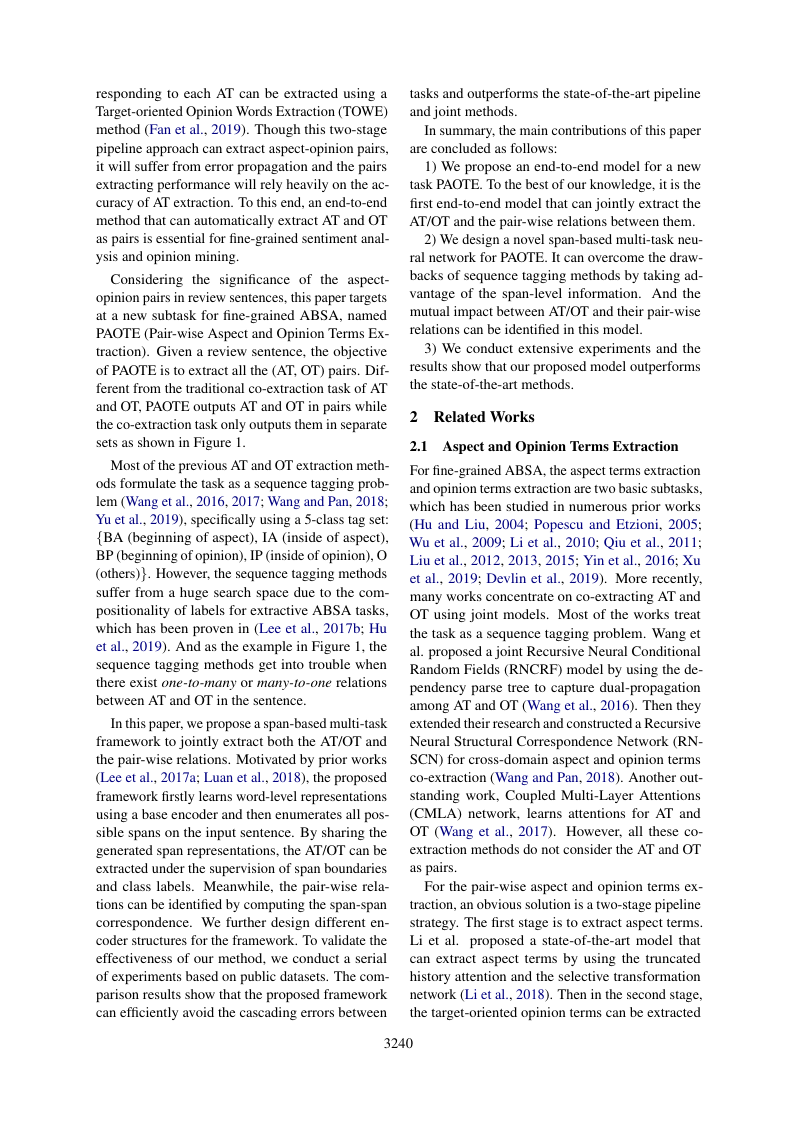 responding to each AT can be extracted using a
Target-oriented Opinion Words Extraction (TOWE)
method (Fan et al., 2019). Though this two-stage
pipeline approach can extract aspect-opinion pairs,
it will suffer from error propagation and the pairs
extracting performance will rely heavily on the ac-
curacy of AT extraction. To this end, an end-to-end
method that can automatically extract AT and OT
as pairs is essential for fine-grained sentiment anal-
ysis and opinion mining.
Considering the significance of the aspect-
opinion pairs in review sentences, this paper targets
at a new subtask for fine-grained ABSA, named
PAOTE (Pair-wise Aspect and Opinion Terms Ex-
traction). Given a review sentence, the objective
of PAOTE is to extract all the (AT, OT) pairs. Dif-
ferent from the traditional co-extraction task of AT
and OT, PAOTE outputs AT and OT in pairs while
the co-extraction task only outputs them in separate
sets as shown in Figure 1.
Most of the previous AT and OT extraction meth-
ods formulate the task as a sequence tagging prob-
lem (Wang et al., 2016, 2017; Wang and Pan, 2018;
Yu et al., 2019), specifically using a 5-class tag set:
{BA (beginning of aspect), IA (inside of aspect),
BP (beginning of opinion), IP (inside of opinion), O
(others)}. However, the sequence tagging methods
suffer from a huge search space due to the com-
positionality of labels for extractive ABSA tasks,
which has been proven in (Lee et al., 2017b; Hu
et al., 2019). And as the example in Figure 1, the
sequence tagging methods get into trouble when
there exist one-to-many or many-to-one relations
between AT and OT in the sentence.
In this paper, we propose a span-based multi-task
framework to jointly extract both the AT/OT and
the pair-wise relations. Motivated by prior works
(Lee et al., 2017a; Luan et al., 2018), the proposed
framework firstly learns word-level representations
using a base encoder and then enumerates all pos-
sible spans on the input sentence. By sharing the
generated span representations, the AT/OT can be
extracted under the supervision of span boundaries
and class labels. Meanwhile, the pair-wise rela-
tions can be identified by computing the span-span
correspondence. We further design different en-
coder structures for the framework. To validate the
effectiveness of our method, we conduct a serial
of experiments based on public datasets. The com-
parison results show that the proposed framework
can efficiently avoid the cascading errors between
tasks and outperforms the state-of-the-art pipeline
and joint methods.
In summary, the main contributions of this paper
are concluded as follows:
1) We propose an end-to-end model for a new
task PAOTE. To the best of our knowledge, it is the
first end-to-end model that can jointly extract the
AT/OT and the pair-wise relations between them.
2) We design a novel span-based multi-task neu-
ral network for PAOTE. It can overcome the draw-
backs of sequence tagging methods by taking ad-
vantage of the span-level information. And the
mutual impact between AT/OT and their pair-wise
relations can be identified in this model.
3) We conduct extensive experiments and the
results show that our proposed model outperforms
the state-of-the-art methods.
2 Related Works
2.1 Aspect and Opinion Terms Extraction
For fine-grained ABSA, the aspect terms extraction
and opinion terms extraction are two basic subtasks,
which has been studied in numerous prior works
(Hu and Liu, 2004; Popescu and Etzioni, 2005;
Wu et al., 2009; Li et al., 2010; Qiu et al., 2011;
Liu et al., 2012, 2013, 2015; Yin et al., 2016; Xu
et al., 2019; Devlin et al., 2019). More recently,
many works concentrate on co-extracting AT and
OT using joint models. Most of the works treat
the task as a sequence tagging problem. Wang et
al. proposed a joint Recursive Neural Conditional
Random Fields (RNCRF) model by using the de-
pendency parse tree to capture dual-propagation
among AT and OT (Wang et al., 2016). Then they
extended their research and constructed a Recursive
Neural Structural Correspondence Network (RN-
SCN) for cross-domain aspect and opinion terms
co-extraction (Wang and Pan, 2018). Another out-
standing work, Coupled Multi-Layer Attentions
(CMLA) network, learns attentions for AT and
OT (Wang et al., 2017). However, all these co-
extraction methods do not consider the AT and OT
as pairs.
For the pair-wise aspect and opinion terms ex-
traction, an obvious solution is a two-stage pipeline
strategy. The first stage is to extract aspect terms.
Li et al. proposed a state-of-the-art model that
can extract aspect terms by using the truncated
history attention and the selective transformation
network (Li et al., 2018). Then in the second stage,
the target-oriented opinion terms can be extracted
3240